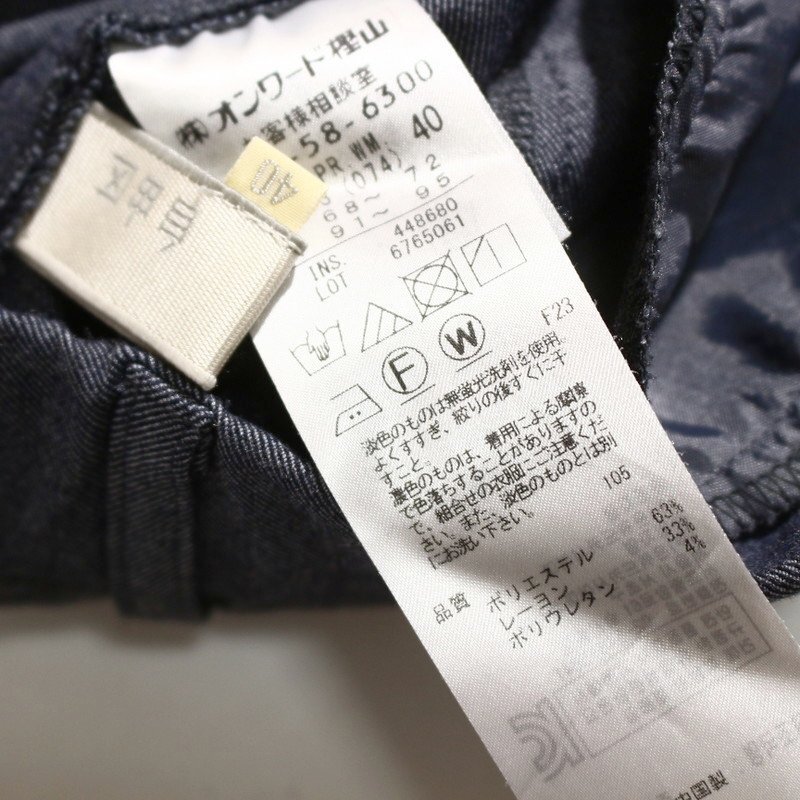 ㈱オンワード樫山
お客様相談室
-58-6300
PR.WM. 40
(074)
68～72
91～95
INS. 448680
LOT 6765061
F23
F W
淡色のものは無蛍光洗剤を使用
よくすすぎ、絞りの後すぐに干
すこと。
濃色のものは、着用による摩擦
で色落ちすることがありますの
で、組合せの衣服にご注意くだ
さい。また、淡色のものとは別
にお洗い下さい。
105
品質 ポリエステル 63%
レーヨン 33%
ポリウレタン 4%
中国製
40